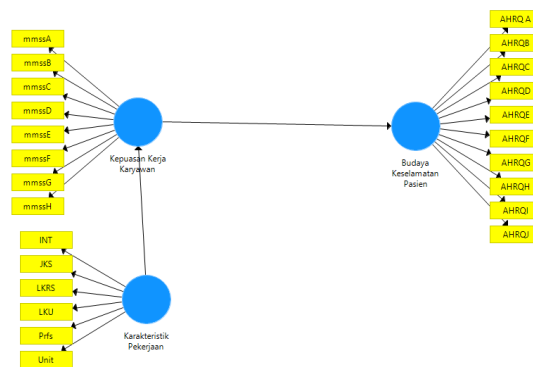 mmssA
mmssB
mmssC
mmssD
mmssE
mmssF
mmssG
mmssH
Kepuasan Kerja
Karyawan
AHRQ A
AHRQB
AHRQC
AHRQD
AHRQE
AHRQF
AHRQG
AHRQH
AHRQI
AHRQJ
Budaya
Keselamatan
Pasien
INT
JKS
LKRS
LKU
Prfs
Unit
Karakteristik
Pekerjaan